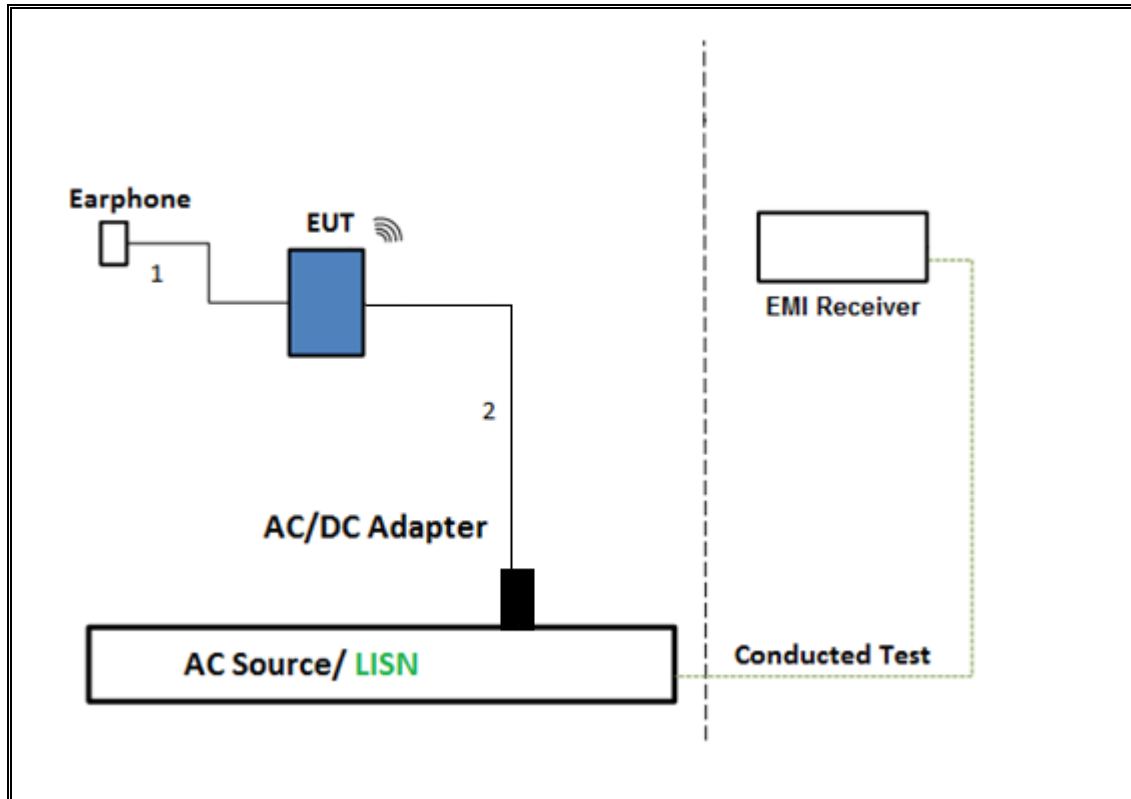 Earphone
EUT
1
EMI Receiver
2
AC/DC Adapter
AC Source/ LISN
Conducted Test